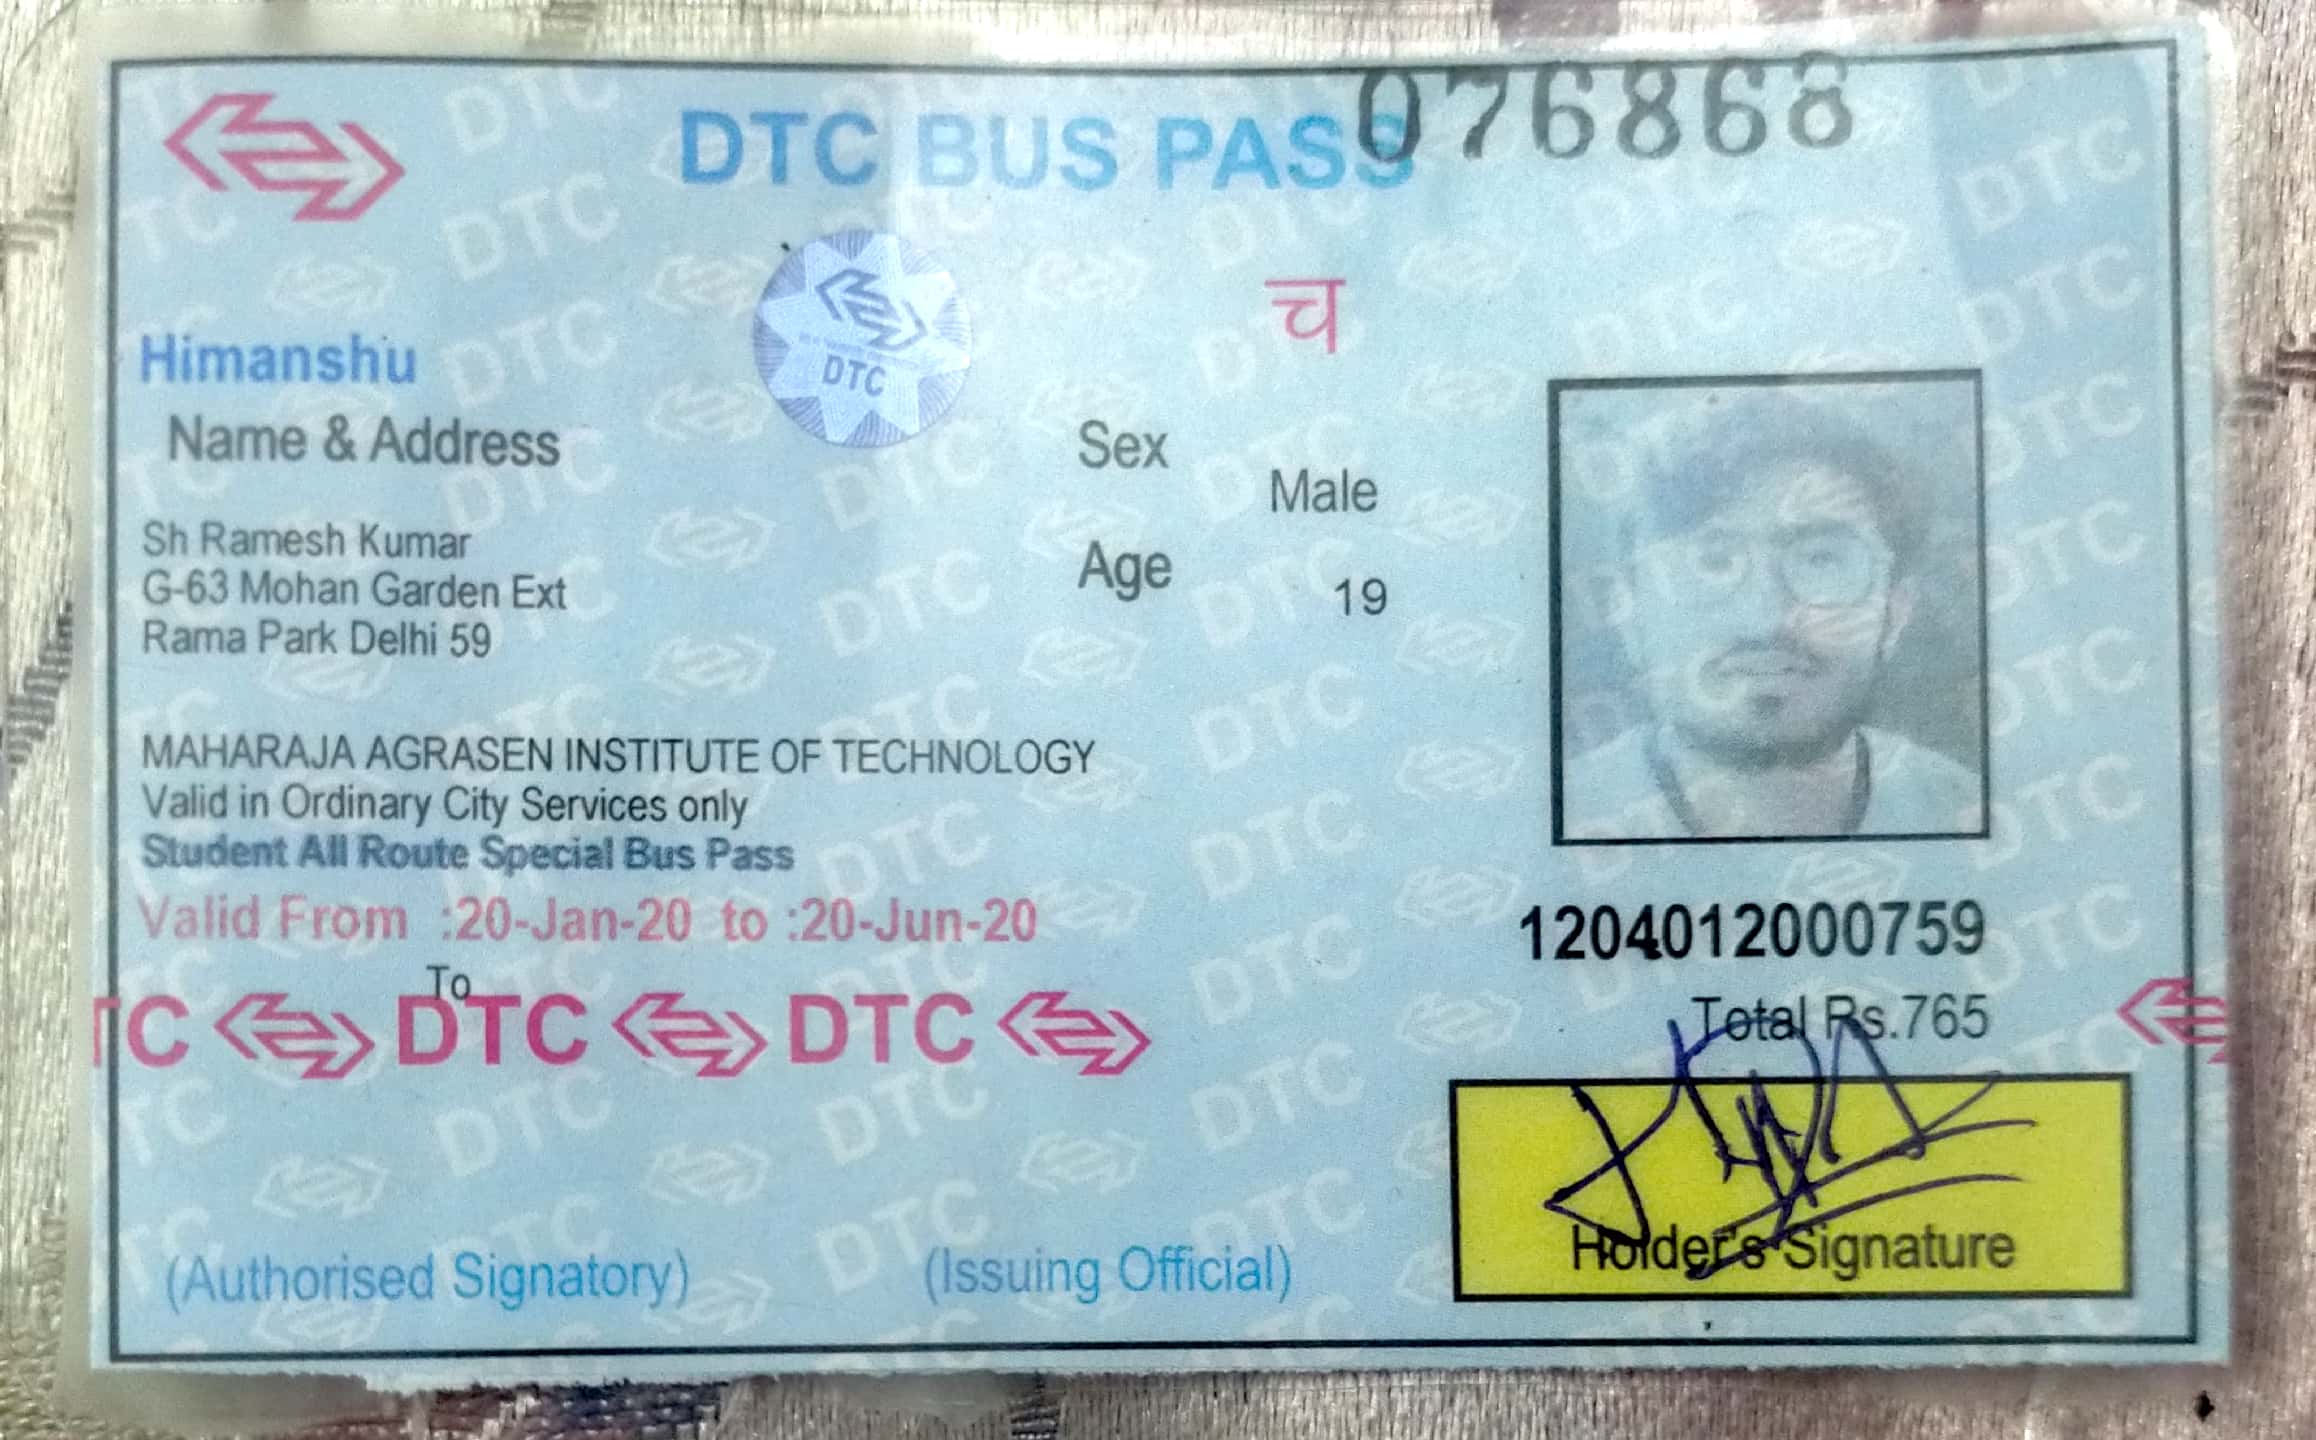 DTC BUS PASS 076868
DTC
च
Himanshu
Name & Address
Sex
Male
Sh Ramesh Kumar
G-63 Mohan Garden Ext
Rama Park Delhi 59
Age
19
MAHARAJA AGRASEN INSTITUTE OF TECHNOLOGY
Valid in Ordinary City Services only
Student All Route Special Bus Pass
Valid From :20-Jan-20 to :20-Jun-20
1204012000759
To
Total Rs.765
TC DTC DTC
Holder's Signature
(Authorised Signatory) (Issuing Official)